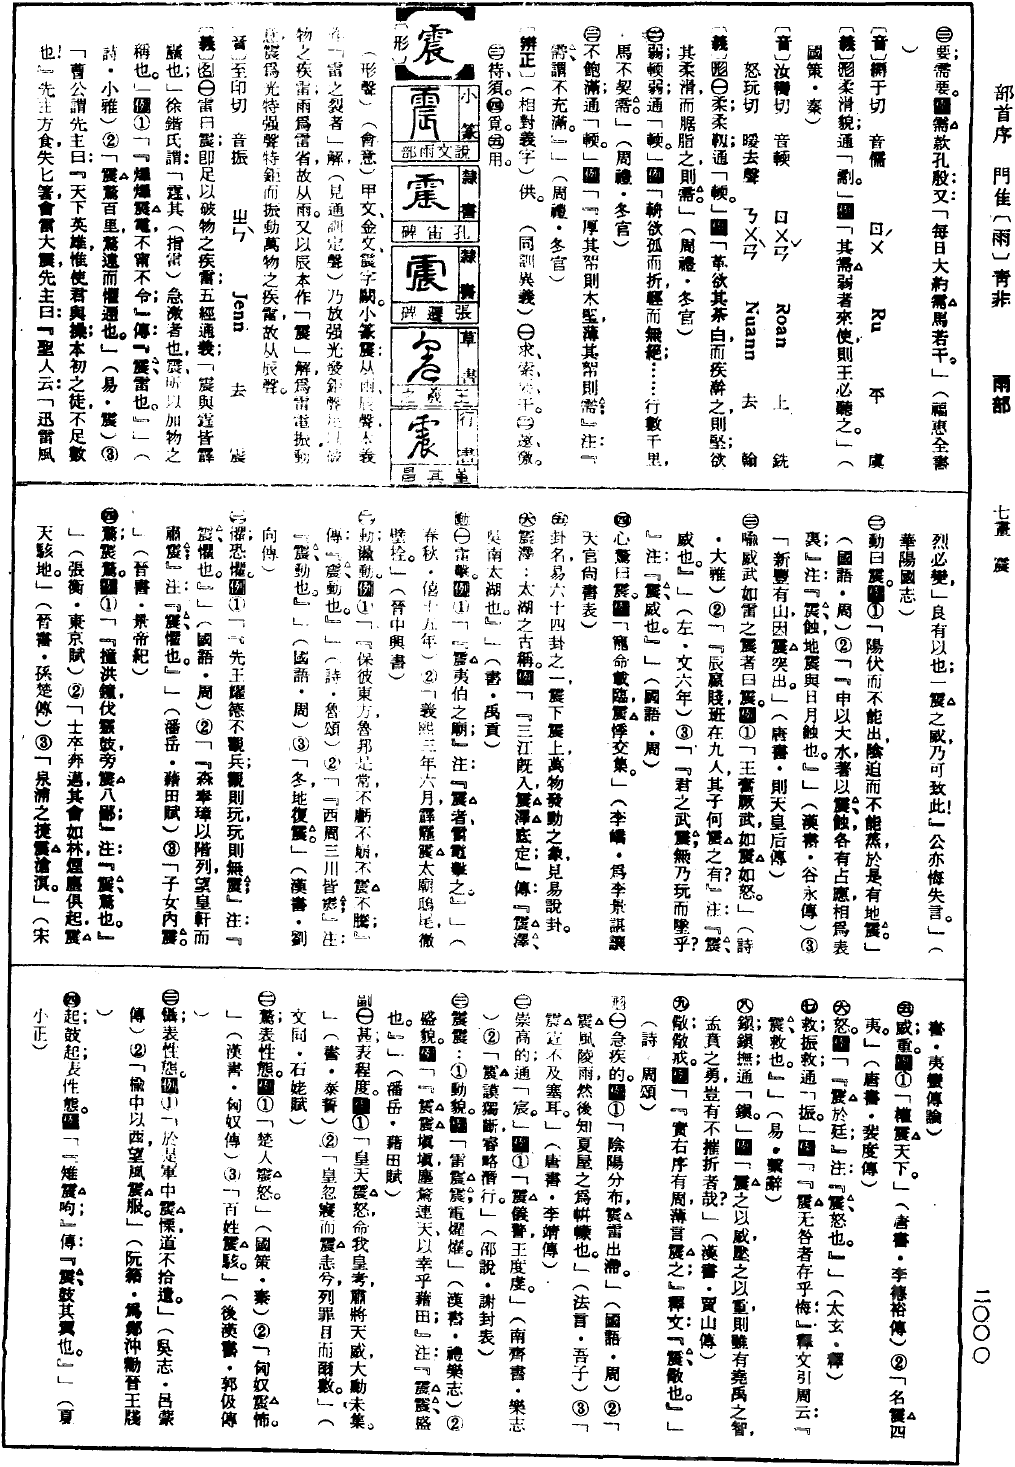 部首序 門隹〔雨〕靑非 雨部 七畫 震 二〇〇〇
㊂要需要。例「需款孔殷」又「每日大約需馬若干。」（福惠全書
）
〔音〕濡于切 音儒 ㄖㄨˊ Ru 平 虞
〔義〕形柔滑貌通「濡」例「其需弱者來使則王必聽之。」（
國策・秦）
〔音〕汝 切 音輭 ㄖㄨㄢˇ Roan 上 銑
怒玩切 暖去聲 ㄋㄨㄢˋ Nuann 去 翰
〔義〕形㊀柔柔韌通「輭」例「革欲其荼白而疾澣之則堅欲
其柔滑而腛脂之則需」（周禮・冬官）
㊁弱輭弱通「輭」例「輈欲孤而折經而無絕……行數千里，
馬不契需。」（周禮・冬官）
㊂不飽滿通「輭」例「『厚其帤則木堅薄其帤則需』注：『
需謂不充滿。』」（周禮・冬官）
〔辨正〕（相對義字）供。（同訓異義）㊀求、索、 、干。㊁
㊂待、須。㊃覓。㊄用。
【震】
小篆 說文雨部
隸書 孔宙碑
隸書 張遷碑
草書 王羲之
行書 董其昌
〔形〕
（形聲）（會意）甲文金文震字闕。小篆震从雨辰聲本義
作「雷之裂者」解（見通訓定聲）乃放强光發鉅聲足以破
物之疾雷雨爲雷省故从雨又以辰本作「震」解爲雷電振動
意震爲光特强聲特鉅而振動萬物之疾雷故从辰聲。
〔音〕至印切 音振 ㄓㄣˋ Jenn 去 震
〔義〕名㊀雷曰震即足以破物之疾雷五經通義「震與霆皆霹
靂也」徐鍇氏謂「霆其（指雷）急激者也震所以加物之
稱也。」例①「『爆爆震電不甯不令』傳『震雷也。』」（
詩・小雅）②「震驚百里驚遠而懼邇也。」（易・震）③
「曹公謂先主曰：『天下英雄惟使君與操本初之徒不足數
也』先主方食失匕箸會雷大震先主曰『聖人云「迅雷風
烈必變」良有以也一震之威乃可致此！』公亦悔失言。」（
華陽國志）
㊁動曰震。例①「陽伏而不能出陰迫而不能蒸於是有地震。」
（國語・周）②「『申以大水著以震蝕各有占應相爲表
裏』注：『震蝕地震與日月蝕也。』」（漢書・谷永傳）③
「新豐有山因震突出。」（唐書・則天皇后傳）
㊂喻威武如雷之震者曰震。例①「王奮厥武如震如怒。」（詩
・大雅）②「『辰嬴賤班在九人其子何震之有？』注：『震、
威也。』」（左・文六年）③「『君之武震無乃玩而墜乎？
』注：『震威也。』」（國語・周）
㊃心驚曰震。例「寵命載臨震悸交集。」（李嶠・爲李景諶讓
天官尙書表）
㊄卦名易六十四卦之一震下震上萬物發動之象見易說卦。
㊅震澤：太湖之古稱。例「『三江旣入震澤底定』傳『震澤、
吳南太湖也。』」（書・禹貢）
動㊀雷擊。例①「『震夷伯之廟』注『震者雷電擊之。』」（
春秋・僖十五年）②「義熙三年六月霹靂震太廟鴟尾徹
壁柱。」（晉中興書）
㊁動徽動。例①「『保彼東方魯邦是常不虧不崩不震不騰』
傳『震動也。』」（詩・魯頌）②「『西周三川皆震』注：
『震動也。』」（國語・周）③「冬地復震。」（漢書・劉
向傳）
㊂懼恐懼。例①「『先王耀德不觀兵觀則玩玩則無震』注：『
震懼也。』」（國語・周）②「『森奉璋以階列望皇軒而
肅震』注『震懼也。』」（潘岳・藉田賦）③「子女內震。
」（晉書・景帝紀）
㊃驚震驚。例①「『撞洪鐘伐靈鼓旁震八鄙』注『震驚也。』
」（張衡・東京賦）②「士卒奔邁其會如林煙塵俱起震
天駭地。」（晉書・孫楚傳）③「泉浦之捷震滄溟。」（宋
書・夷蠻傳論）
㊄威重。例①「權震天下。」（唐書・李德裕傳）②「名震四
夷。」（唐書・裴度傳）
㊅怒。例「『震於廷』注『震怒也。』」（太玄・釋）
㊆救振救通「振」。例「『震无咎者存乎悔』釋文引周云：『
震救也。』」（易・繫辭）
㊇鎭鎭撫通「鎭」。例「震之以威壓之以重則雖有堯禹之智，
孟賁之勇豈有不摧折者哉？」（漢書・賈山傳）
㊈儆儆戒。例「『實右序有周薄言震之』釋文『震儆也。』」
（詩・周頌）
形㊀急疾的。例①「陰陽分布震雷出滯。」（國語・周）②「
震風陵雨然後知夏屋之爲帡幪也。」（法言・吾子）③「
震霆不及塞耳。」（唐書・李靖傳）
㊁崇高的通「宸」。例①「震儀警王度虔。」（南齊書・樂志
）②「震謨獨斷睿略潛行。」（邵說・謝封表）
㊂震震：①動貌。例「雷震震電燿燿。」（漢書・禮樂志）②
盛貌。例「『震震塡塡塵騖連天以幸乎藉田』注：『震震盛
也。』」（潘岳・藉田賦）
副㊀甚表程度。例①「皇天震怒命我皇考肅將天威大勳未集。
」（書・泰誓）②「皇忽寢而震恚兮列罪目而爾數。」（
文同・石姥賦）
㊁驚表性態。例①「楚人震怒。」（國策・秦）②「匈奴震怖。
」（漢書・匈奴傳）③「百姓震駭。」（後漢書・郭伋傳
）
㊂懾表性態。例①「於是軍中震慄道不拾遺。」（吳志・呂蒙
傳）②「楡中以西望風震服。」（阮籍・爲鄭沖勸晉王牋
）
㊃起鼓起表性態。例「『雉震呴』傳『震鼓其翼也。』」（夏
小正）